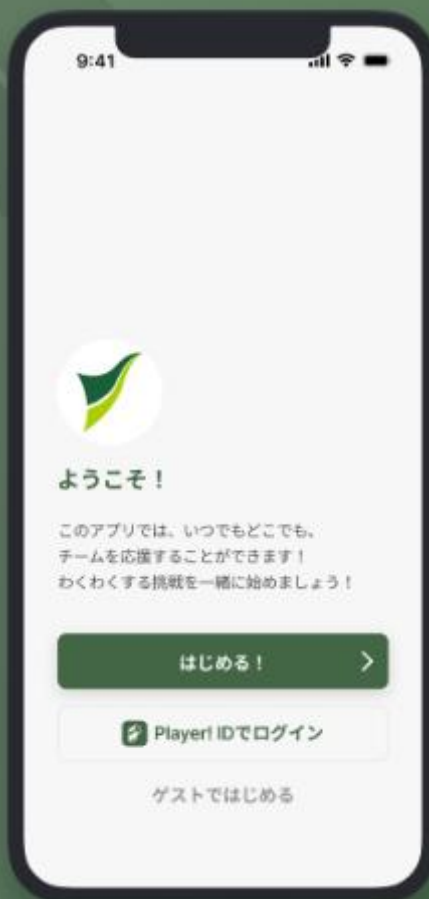 9:41
ようこそ！
このアプリでは、いつでもどこでも、
チームを応援することができます！
わくわくする挑戦を一緒に始めましょう！
はじめる！
Player! IDでログイン
ゲストではじめる